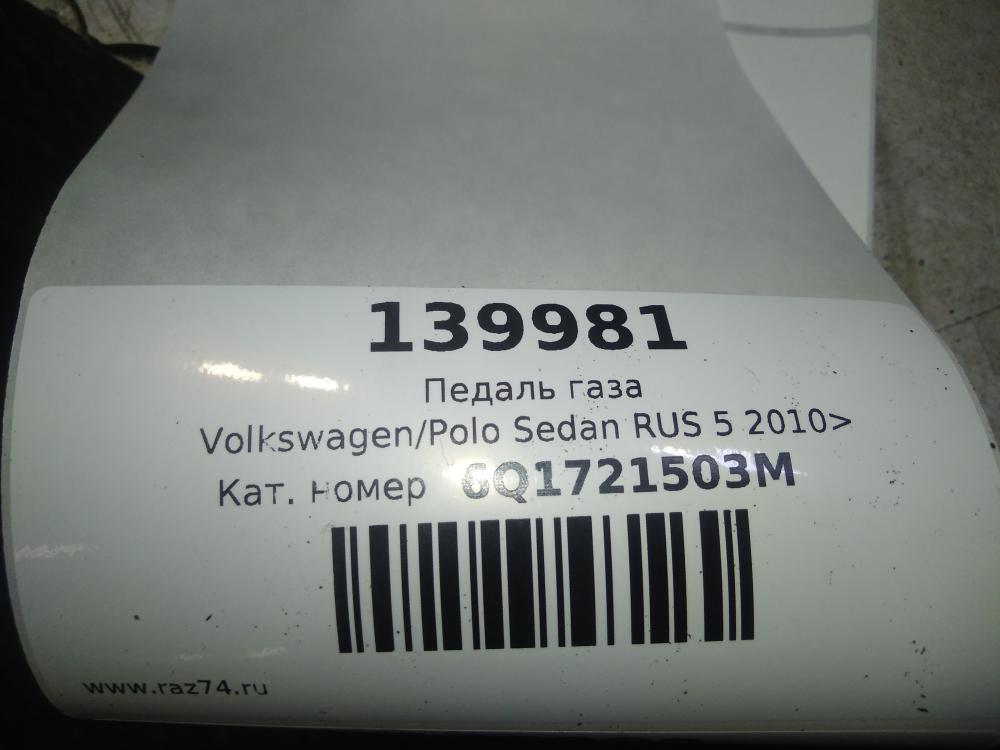 139981
Педаль газа
Volkswagen/Polo Sedan RUS 5 2010>
Кат. номер 6Q1721503M
www.raz74.ru